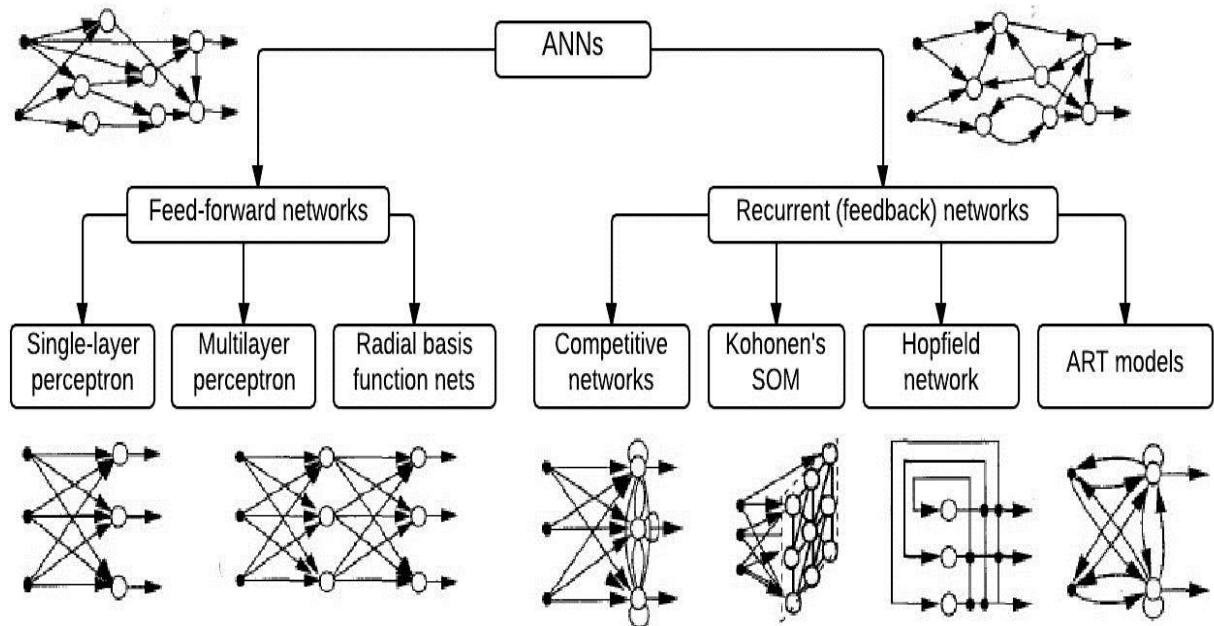 ANNs
Feed-forward networks
Recurrent (feedback) networks
Single-layer
perceptron
Multilayer
perceptron
Radial basis
function nets
Competitive
networks
Kohonen's
SOM
Hopfield
network
ART models